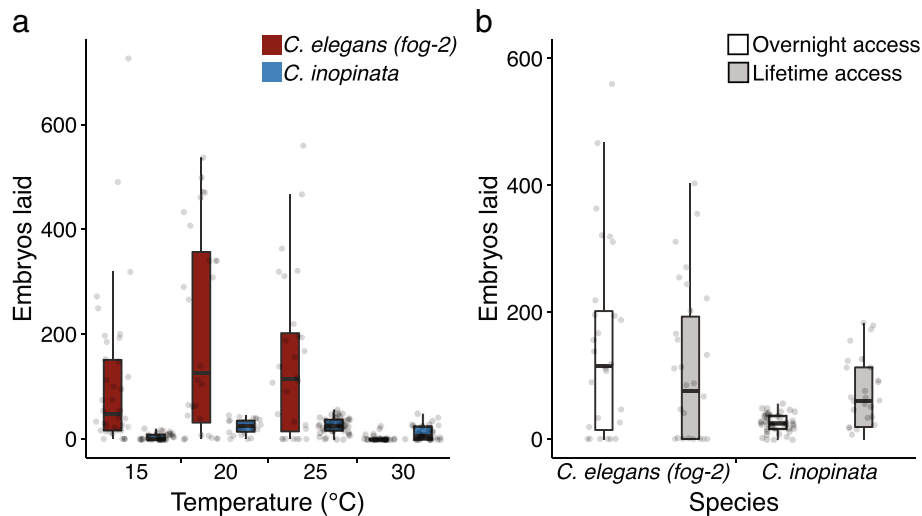 a
C. elegans (fog-2)
C. inopinata
600
400
200
0
Embryos laid
15 20 25 30
Temperature (°C)
b
Overnight access
Lifetime access
600
400
200
0
Embryos laid
C. elegans (fog-2) C. inopinata
Species